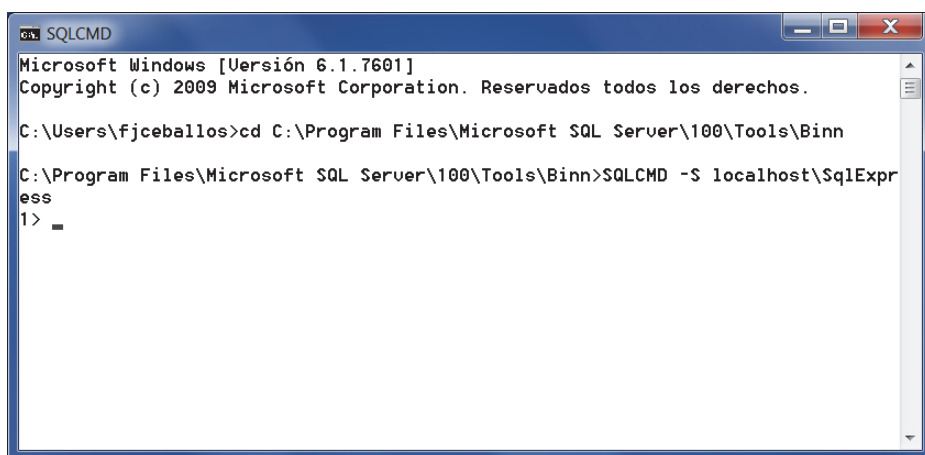 SQLCMD
Microsoft Windows [Versión 6.1.7601]
Copyright (c) 2009 Microsoft Corporation. Reservados todos los derechos.
C:\Users\fjceballos>cd C:\Program Files\Microsoft SQL Server\100\Tools\Binn
C:\Program Files\Microsoft SQL Server\100\Tools\Binn>SQLCMD -S localhost\SqlExpr
ess
1> _